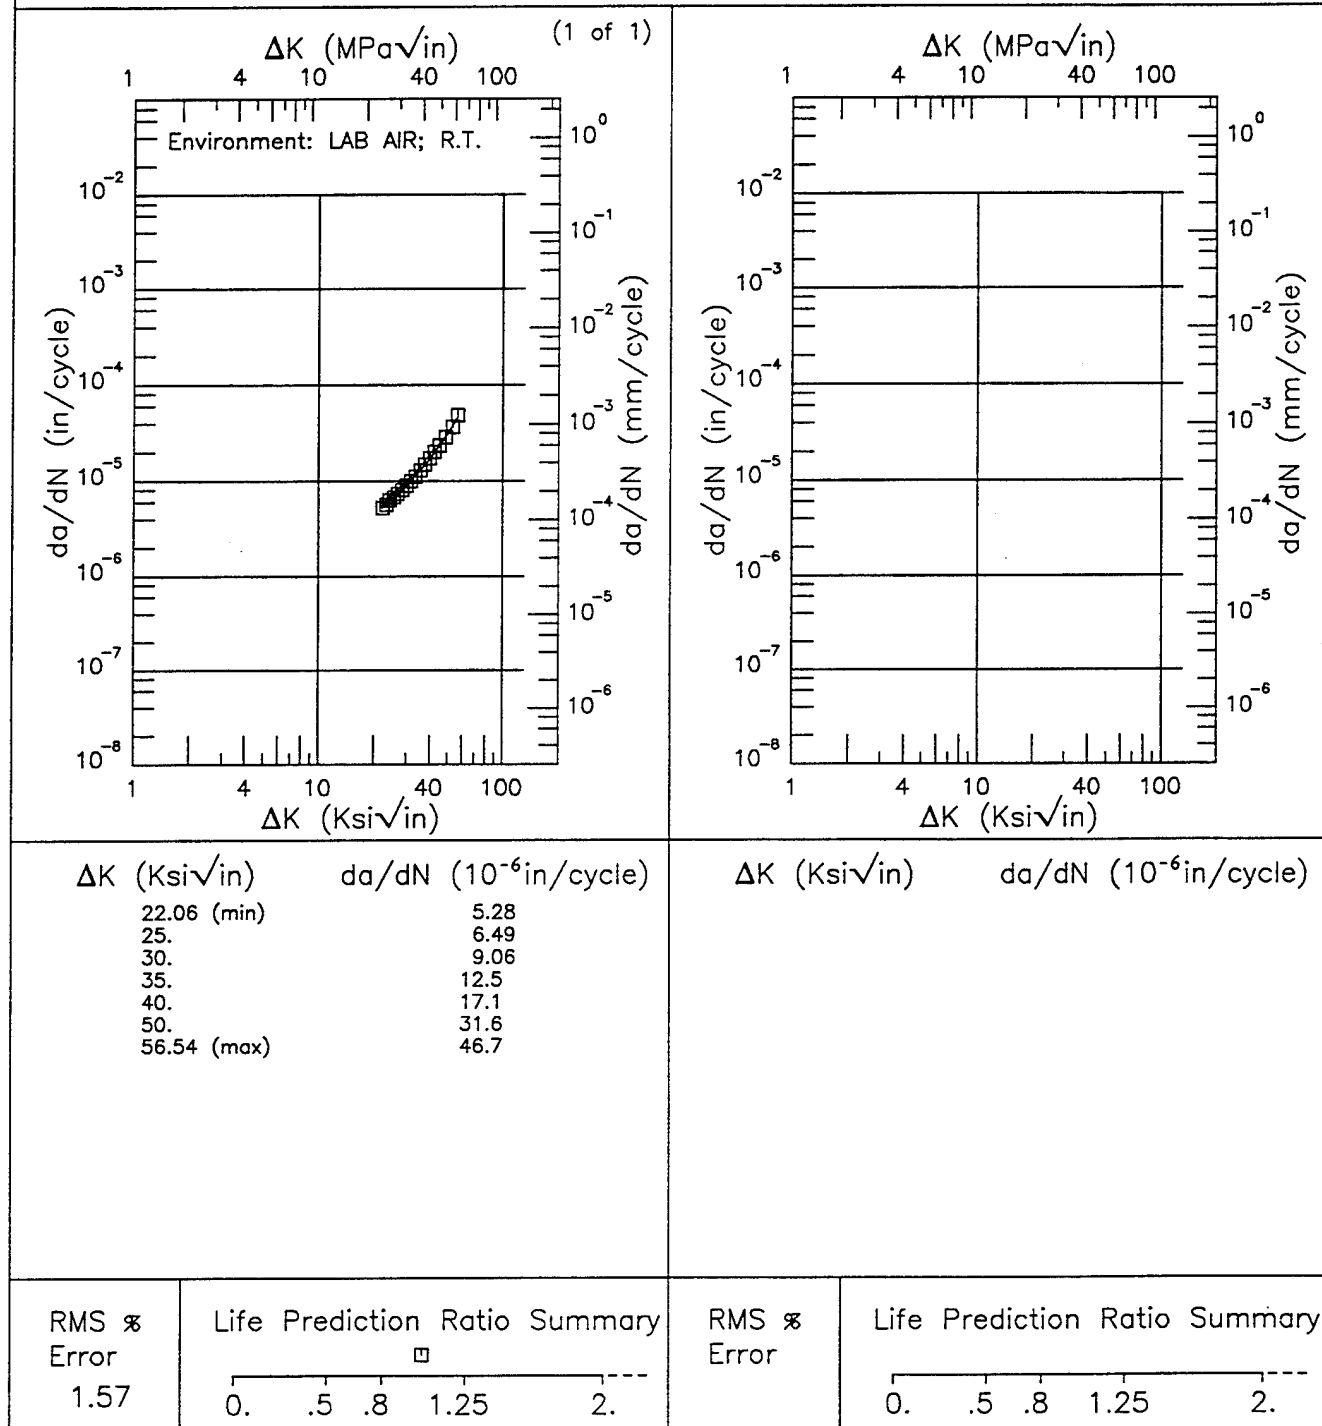 (1 of 1)
ΔK (MPa√in)
1 4 10 40 100
Environment: LAB AIR; R.T.
da/dN (in/cycle)
10⁻²
10⁻³
10⁻⁴
10⁻⁵
10⁻⁶
10⁻⁷
10⁻⁸
da/dN (mm/cycle)
10⁰
10⁻¹
10⁻²
10⁻³
10⁻⁴
10⁻⁵
10⁻⁶
1 4 10 40 100
ΔK (Ksi√in)
ΔK (MPa√in)
1 4 10 40 100
da/dN (in/cycle)
10⁻²
10⁻³
10⁻⁴
10⁻⁵
10⁻⁶
10⁻⁷
10⁻⁸
da/dN (mm/cycle)
10⁰
10⁻¹
10⁻²
10⁻³
10⁻⁴
10⁻⁵
10⁻⁶
1 4 10 40 100
ΔK (Ksi√in)
ΔK (Ksi√in) da/dN (10⁻⁶in/cycle)
22.06 (min) 5.28
25. 6.49
30. 9.06
35. 12.5
40. 17.1
50. 31.6
56.54 (max) 46.7
ΔK (Ksi√in) da/dN (10⁻⁶in/cycle)
RMS %
Error
1.57
Life Prediction Ratio Summary
0. .5 .8 1.25 2.
RMS %
Error
Life Prediction Ratio Summary
0. .5 .8 1.25 2.